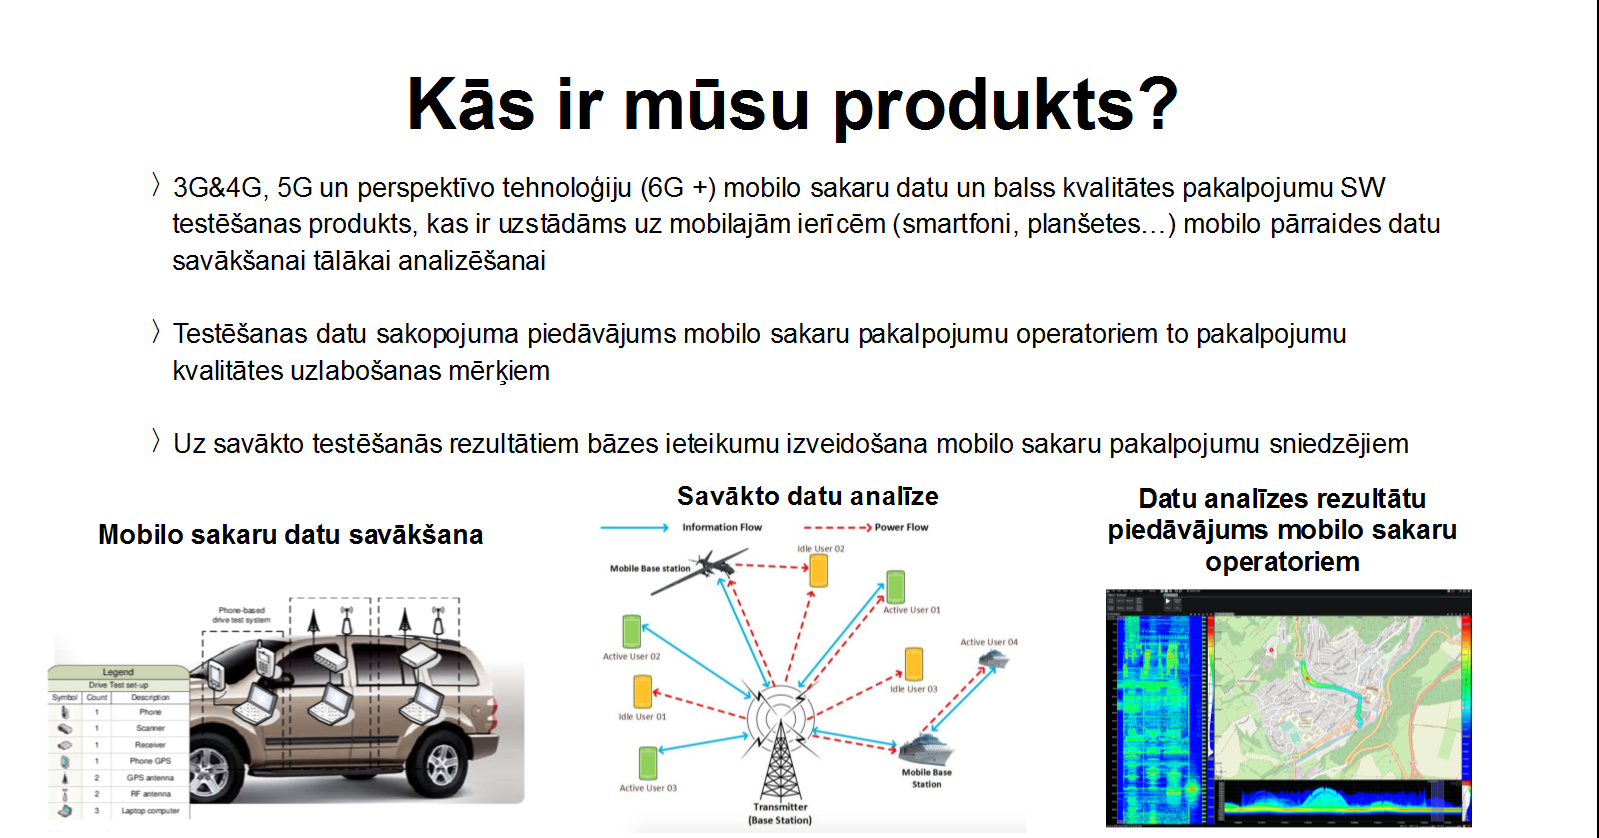 Kās ir mūsu produkts?
〉3G&4G, 5G un perspektīvo tehnoloģiju (6G +) mobilo sakaru datu un balss kvalitātes pakalpojumu SW
testēšanas produkts, kas ir uzstādāms uz mobilajām ierīcēm (smartfoni, planšetes…) mobilo pārraides datu
savākšanai tālākai analizēšanai
〉Testēšanas datu sakopojuma piedāvājums mobilo sakaru pakalpojumu operatoriem to pakalpojumu
kvalitātes uzlabošanas mērķiem
〉Uz savākto testēšanās rezultātiem bāzes ieteikumu izveidošana mobilo sakaru pakalpojumu sniedzējiem
Mobilo sakaru datu savākšana
Phone-based
drive test system
Legend
Drive Test set-up
Symbol Count Description
1 Phone
1 Scanner
1 Receiver
1 Phone GPS
2 GPS antenna
2 RF antenna
3 Laptop computer
Savākto datu analīze
Information Flow
Power Flow
Idle User 02
Mobile Base station
Active User 01
Active User 02
Active User 04
Idle User 03
Idle User 01
Active User 03
Mobile Base
Station
Transmitter
(Base Station)
Datu analīzes rezultātu
piedāvājums mobilo sakaru
operatoriem